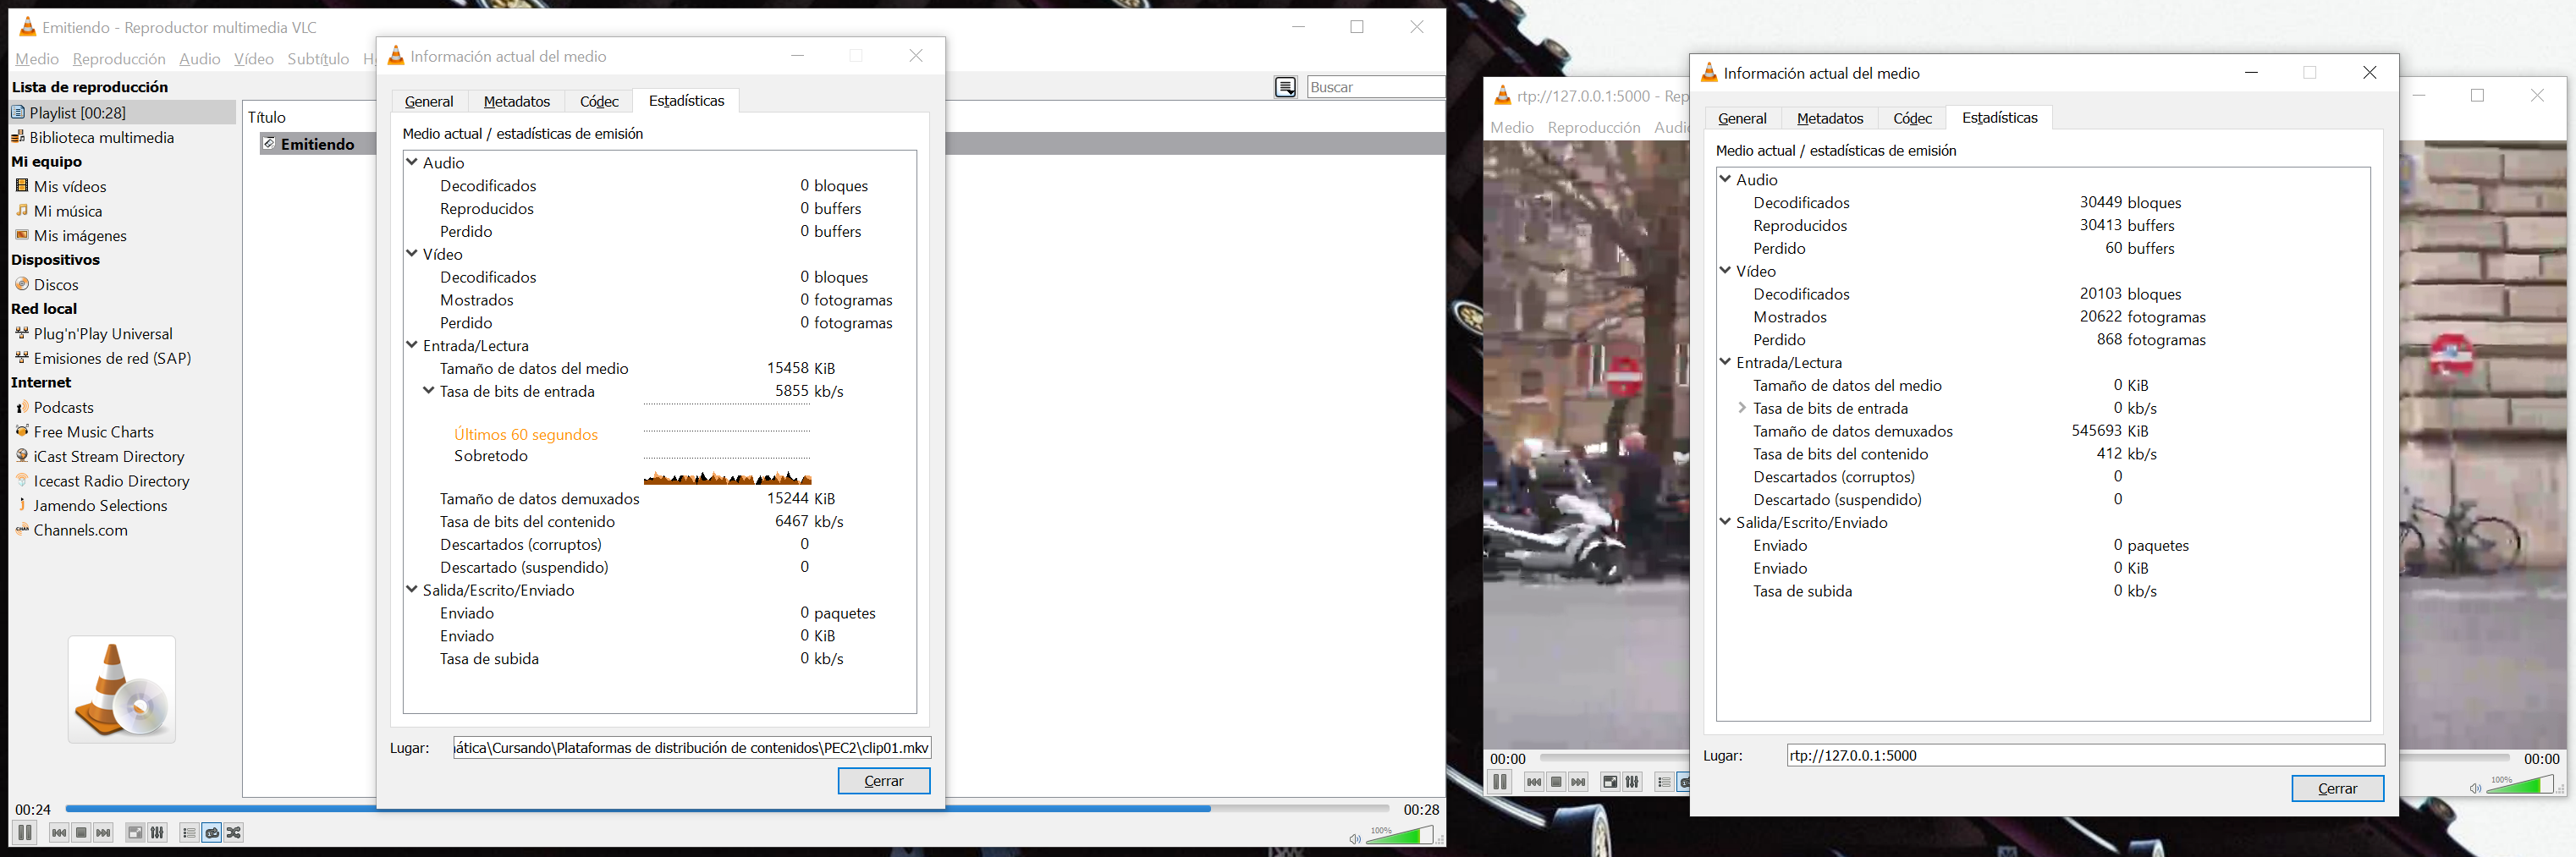 Emitiendo - Reproductor multimedia VLC
Medio Reproducción Audio Vídeo Subtítulo
Lista de reproducción
Playlist [00:28]
Biblioteca multimedia
Mi equipo
Mis vídeos
Mi música
Mis imágenes
Dispositivos
Discos
Red local
Plug'n'Play Universal
Emisiones de red (SAP)
Internet
Podcasts
Free Music Charts
iCast Stream Directory
Icecast Radio Directory
Jamendo Selections
Channels.com
Buscar
Título
Emitiendo
00:24
00:28
100%
Información actual del medio
General Metadatos Códec Estadísticas
Medio actual / estadísticas de emisión
Audio
Decodificados 0 bloques
Reproducidos 0 buffers
Perdido 0 buffers
Vídeo
Decodificados 0 bloques
Mostrados 0 fotogramas
Perdido 0 fotogramas
Entrada/Lectura
Tamaño de datos del medio 15458 KiB
Tasa de bits de entrada 5855 kb/s
Últimos 60 segundos
Sobretodo
Tamaño de datos demuxados 15244 KiB
Tasa de bits del contenido 6467 kb/s
Descartados (corruptos) 0
Descartado (suspendido) 0
Salida/Escrito/Enviado
Enviado 0 paquetes
Enviado 0 KiB
Tasa de subida 0 kb/s
Lugar: ática\Cursando\Plataformas de distribución de contenidos\PEC2\clip01.mkv
Cerrar
rtp://127.0.0.1:5000 - Rep
Medio Reproducción Audio
00:00
00:00
100%
Información actual del medio
General Metadatos Códec Estadísticas
Medio actual / estadísticas de emisión
Audio
Decodificados 30449 bloques
Reproducidos 30413 buffers
Perdido 60 buffers
Vídeo
Decodificados 20103 bloques
Mostrados 20622 fotogramas
Perdido 868 fotogramas
Entrada/Lectura
Tamaño de datos del medio 0 KiB
Tasa de bits de entrada 0 kb/s
Tamaño de datos demuxados 545693 KiB
Tasa de bits del contenido 412 kb/s
Descartados (corruptos) 0
Descartado (suspendido) 0
Salida/Escrito/Enviado
Enviado 0 paquetes
Enviado 0 KiB
Tasa de subida 0 kb/s
Lugar: rtp://127.0.0.1:5000
Cerrar